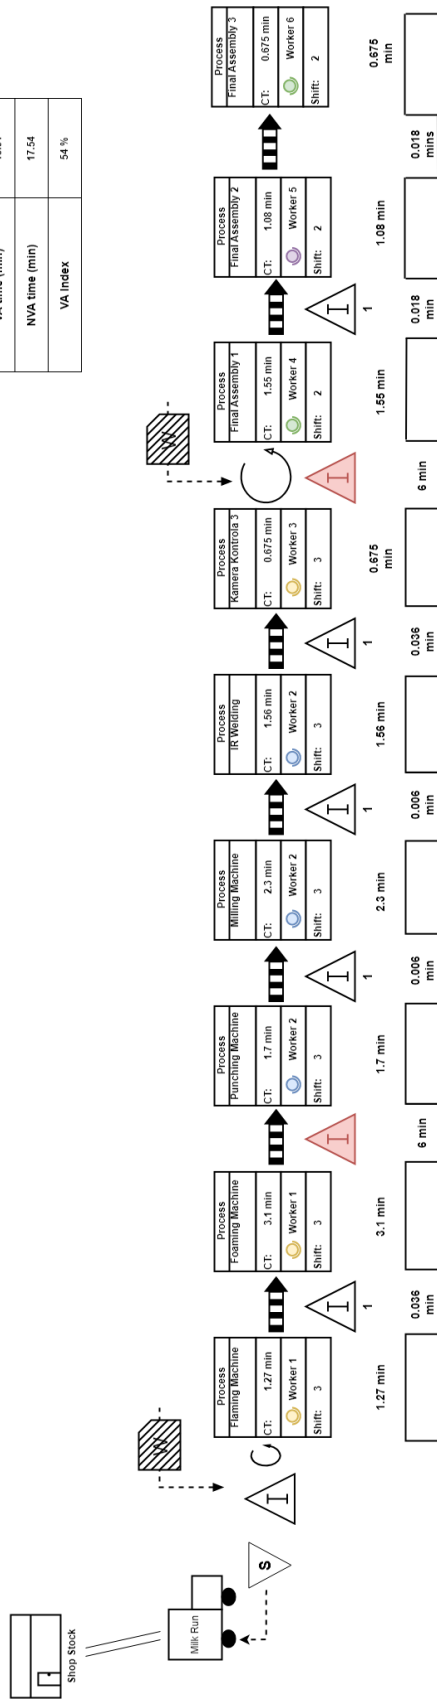 NVA time (min)
17.54
VA Index
54 %
Shop Stock
Milk Run
S
I
W
Process
Flaming Machine
CT:
1.27 min
Worker 1
Shift:
3
I
1
Process
Foaming Machine
CT:
3.1 min
Worker 1
Shift:
3
I
Process
Punching Machine
CT:
1.7 min
Worker 2
Shift:
3
I
1
Process
Milling Machine
CT:
2.3 min
Worker 2
Shift:
3
I
1
Process
IR Welding
CT:
1.56 min
Worker 2
Shift:
3
I
1
Process
Kamera Kontrola 3
CT:
0.675 min
Worker 3
Shift:
3
W
I
Process
Final Assembly 1
CT:
1.55 min
Worker 4
Shift:
2
I
1
Process
Final Assembly 2
CT:
1.08 min
Worker 5
Shift:
2
Process
Final Assembly 3
CT:
0.675 min
Worker 6
Shift:
2
1.27 min
0.036
min
3.1 min
6 min
1.7 min
0.006
min
2.3 min
0.006
min
1.56 min
0.036
min
0.675
min
6 min
1.55 min
0.018
min
1.08 min
0.018
mins
0.675
min